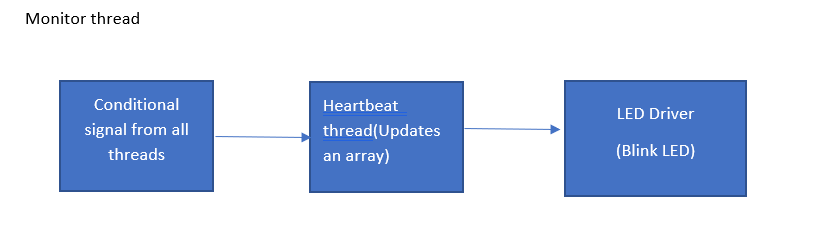 Monitor thread
Conditional
signal from all
threads
Heartbeat
thread(Updates
an array)
LED Driver
(Blink LED)